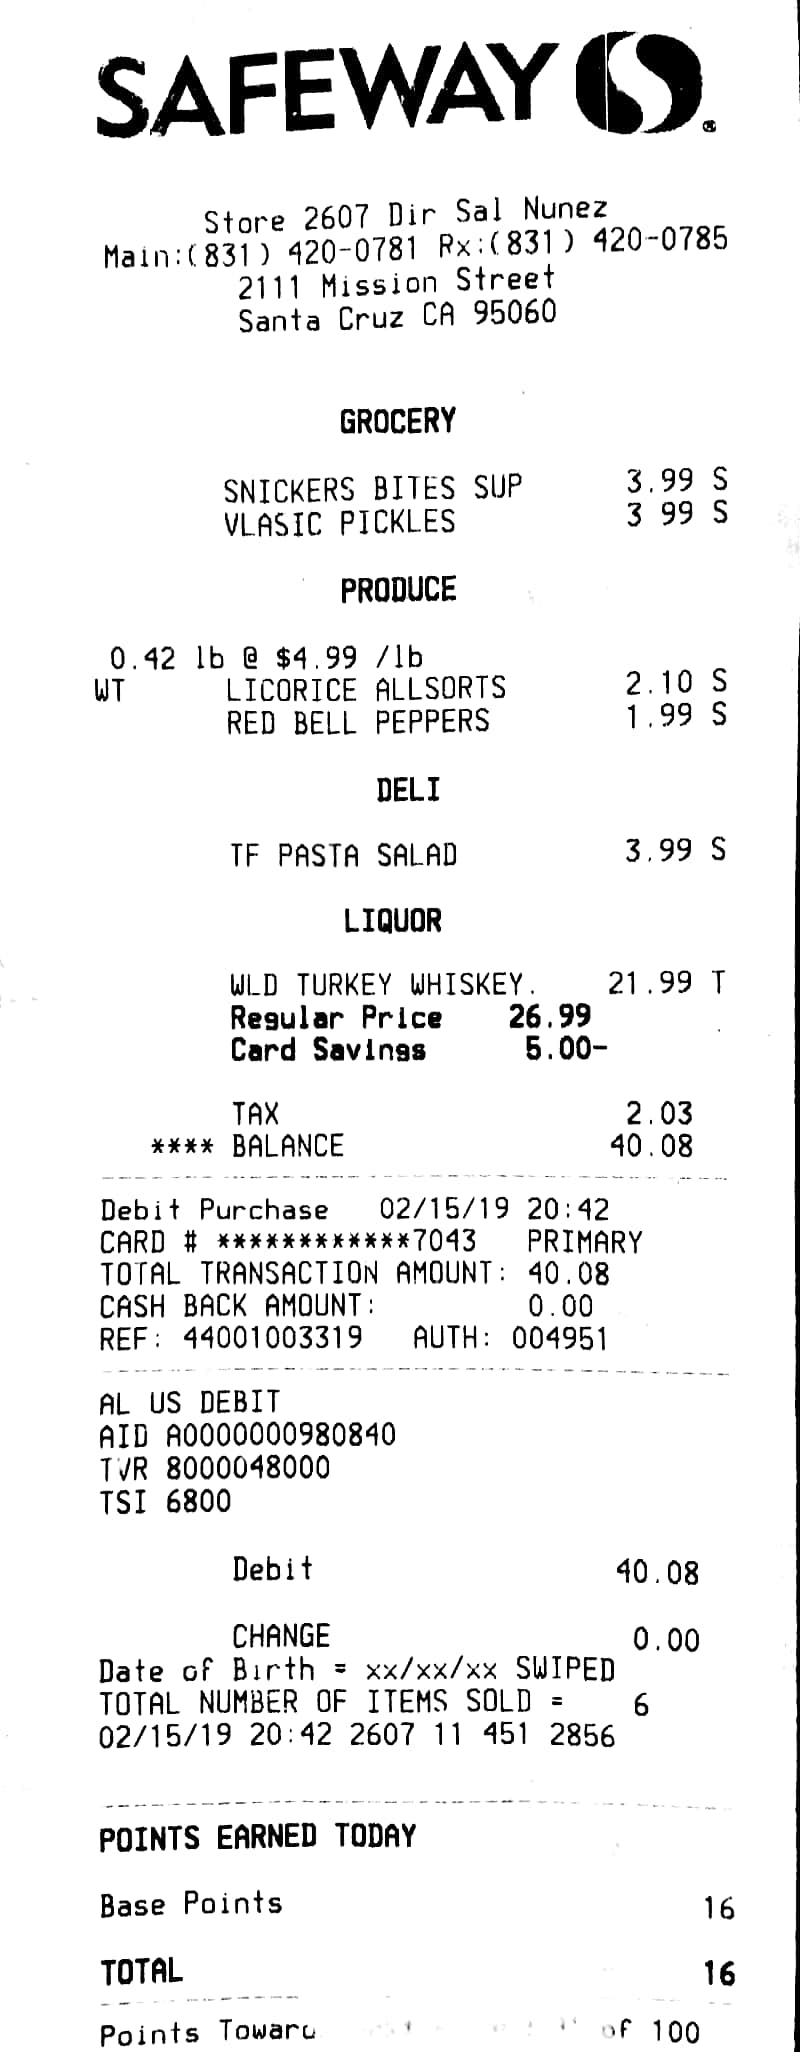 SAFEWAY ®
Store 2607 Dir Sal Nunez
Main:(831) 420-0781 Rx:(831) 420-0785
2111 Mission Street
Santa Cruz CA 95060
GROCERY
SNICKERS BITES SUP 3.99 S
VLASIC PICKLES 3 99 S
PRODUCE
0.42 lb @ $4.99 /lb
WT LICORICE ALLSORTS 2.10 S
RED BELL PEPPERS 1.99 S
DELI
TF PASTA SALAD 3.99 S
LIQUOR
WLD TURKEY WHISKEY. 21.99 T
Regular Price 26.99
Card Savings 5.00-
TAX 2.03
**** BALANCE 40.08
Debit Purchase 02/15/19 20:42
CARD # ************7043 PRIMARY
TOTAL TRANSACTION AMOUNT: 40.08
CASH BACK AMOUNT: 0.00
REF: 44001003319 AUTH: 004951
AL US DEBIT
AID A0000000980840
TVR 8000048000
TSI 6800
Debit 40.08
CHANGE 0.00
Date of Birth = xx/xx/xx SWIPED
TOTAL NUMBER OF ITEMS SOLD = 6
02/15/19 20:42 2607 11 451 2856
POINTS EARNED TODAY
Base Points 16
TOTAL 16
Points Towar of 100